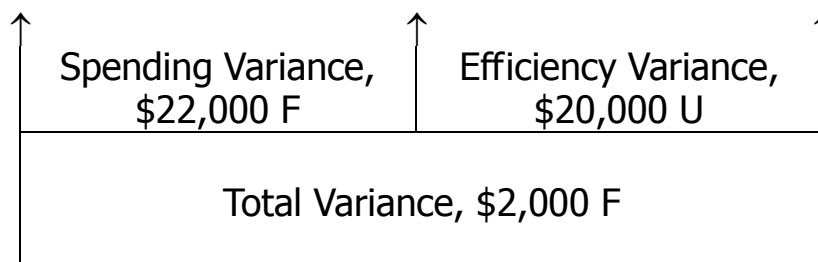 Spending Variance,
$22,000 F
Efficiency Variance,
$20,000 U
Total Variance, $2,000 F